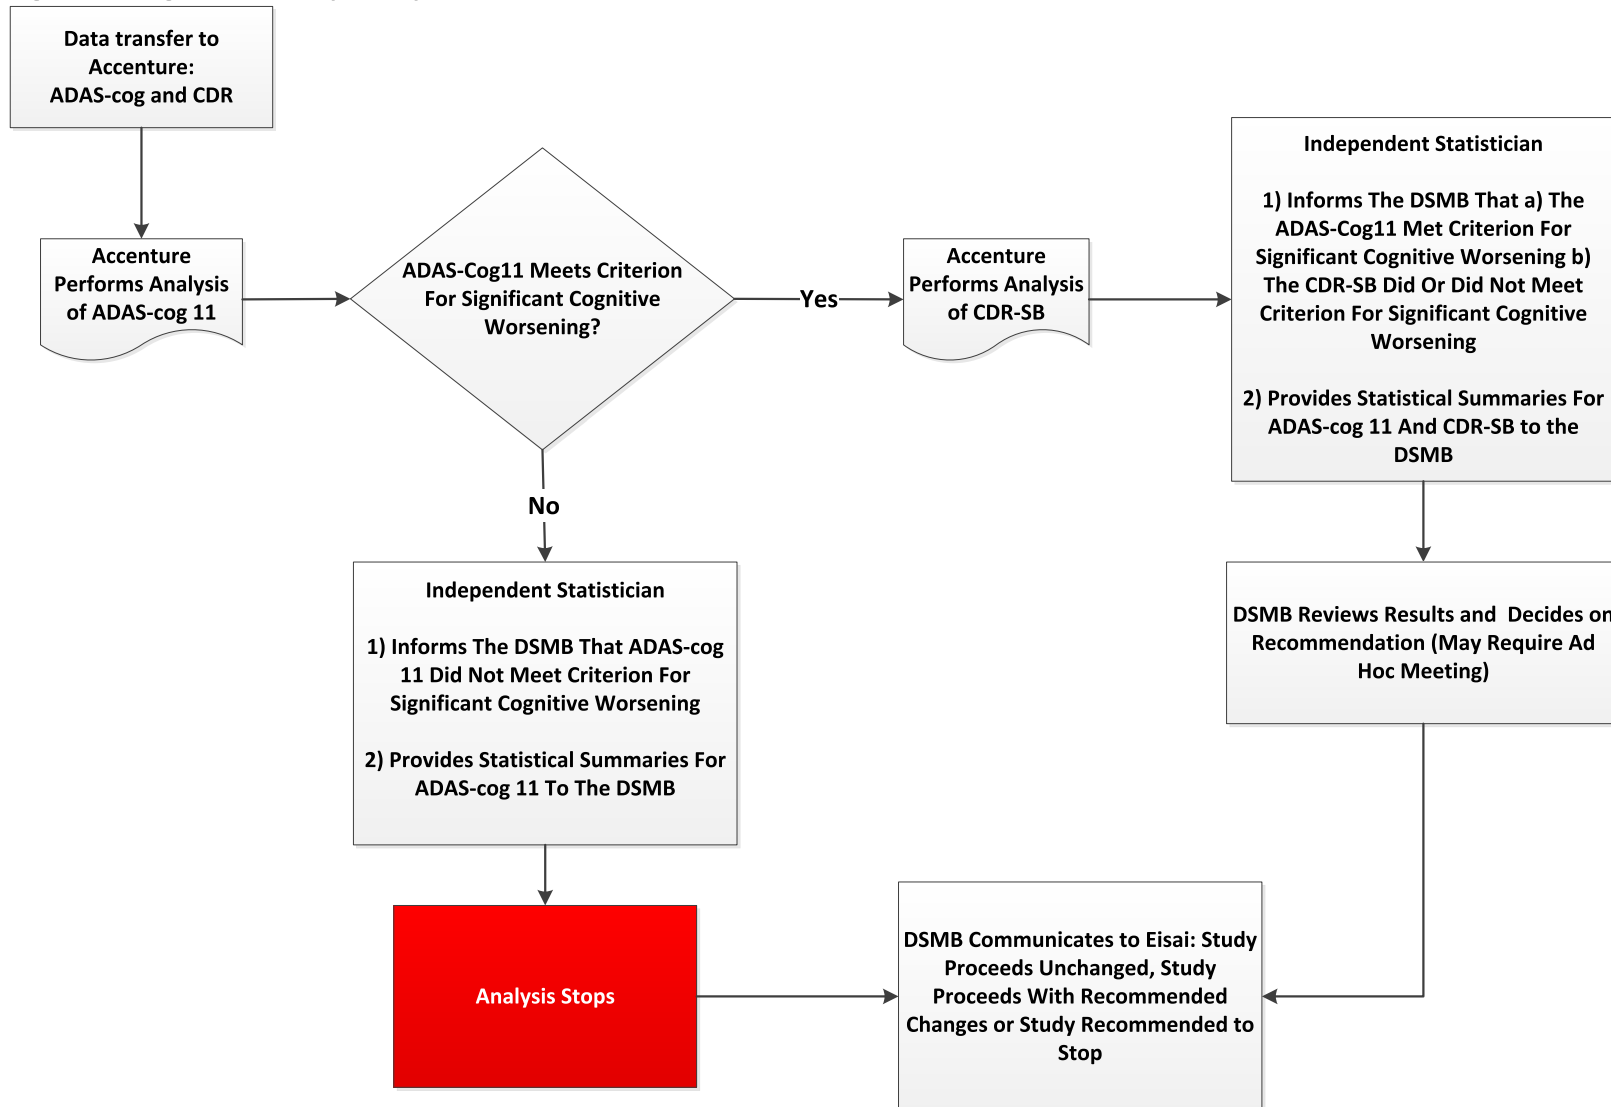 Data transfer to
Accenture:
ADAS-cog and CDR
Accenture
Performs Analysis
of ADAS-cog 11
ADAS-Cog11 Meets Criterion
For Significant Cognitive
Worsening?
Yes
Accenture
Performs Analysis
of CDR-SB
Independent Statistician
1) Informs The DSMB That a) The
ADAS-Cog11 Met Criterion For
Significant Cognitive Worsening b)
The CDR-SB Did Or Did Not Meet
Criterion For Significant Cognitive
Worsening
2) Provides Statistical Summaries For
ADAS-cog 11 And CDR-SB to the
DSMB
No
Independent Statistician
1) Informs The DSMB That ADAS-cog
11 Did Not Meet Criterion For
Significant Cognitive Worsening
2) Provides Statistical Summaries For
ADAS-cog 11 To The DSMB
DSMB Reviews Results and  Decides on
Recommendation (May Require Ad
Hoc Meeting)
Analysis Stops
DSMB Communicates to Eisai: Study
Proceeds Unchanged, Study
Proceeds With Recommended
Changes or Study Recommended to
Stop